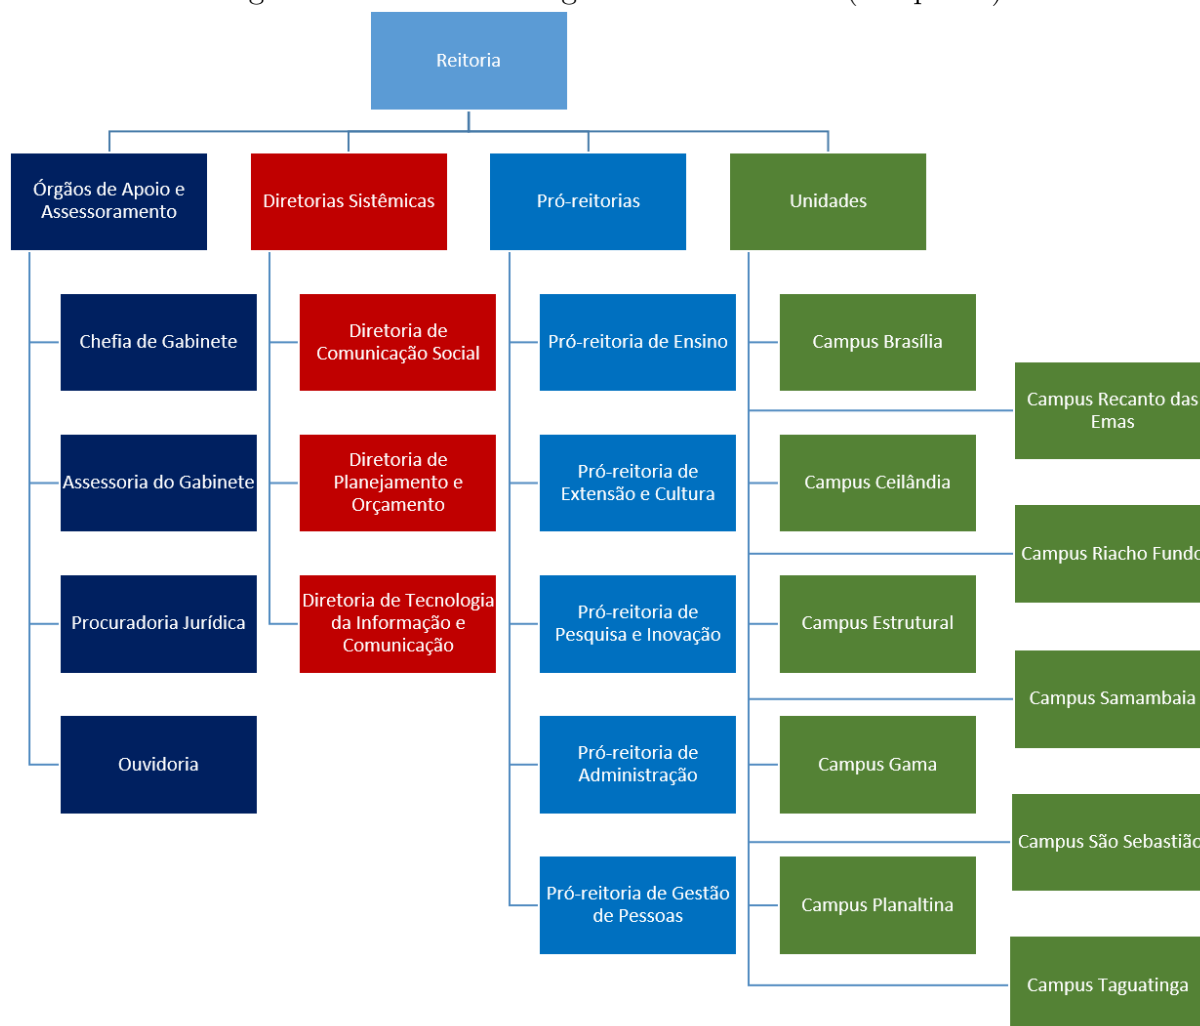 Reitoria
Órgãos de Apoio e
Assessoramento
Diretorias Sistêmicas
Pró-reitorias
Unidades
Chefia de Gabinete
Assessoria do Gabinete
Procuradoria Jurídica
Ouvidoria
Diretoria de
Comunicação Social
Diretoria de
Planejamento e
Orçamento
Diretoria de Tecnologia
da Informação e
Comunicação
Pró-reitoria de Ensino
Pró-reitoria de
Extensão e Cultura
Pró-reitoria de
Pesquisa e Inovação
Pró-reitoria de
Administração
Pró-reitoria de Gestão
de Pessoas
Campus Brasília
Campus Ceilândia
Campus Estrutural
Campus Gama
Campus Planaltina
Campus Recanto das
Emas
Campus Riacho Fundo
Campus Samambaia
Campus São Sebastião
Campus Taguatinga